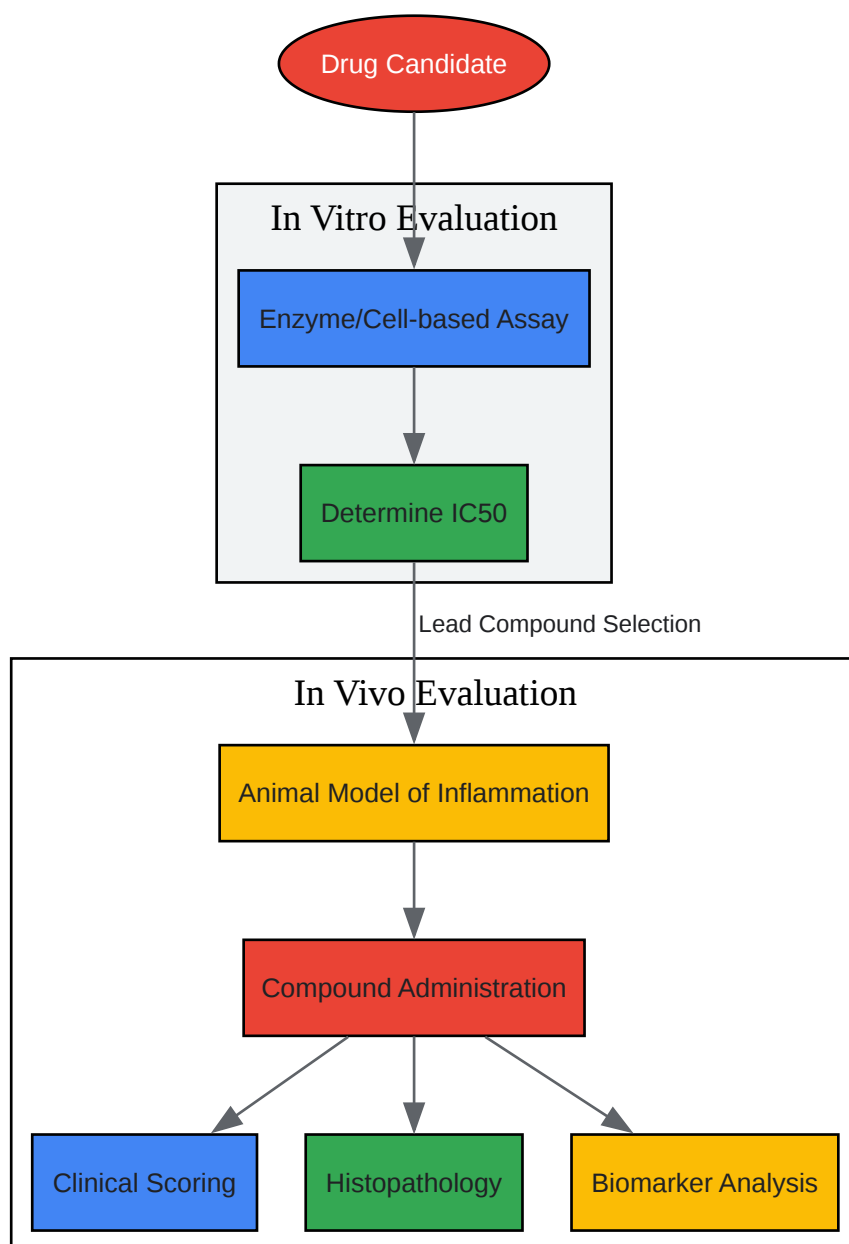 Drug Candidate
In Vitro Evaluation
Enzyme/Cell-based Assay
Determine IC50
Lead Compound Selection
In Vivo Evaluation
Animal Model of Inflammation
Compound Administration
Clinical Scoring
Histopathology
Biomarker Analysis